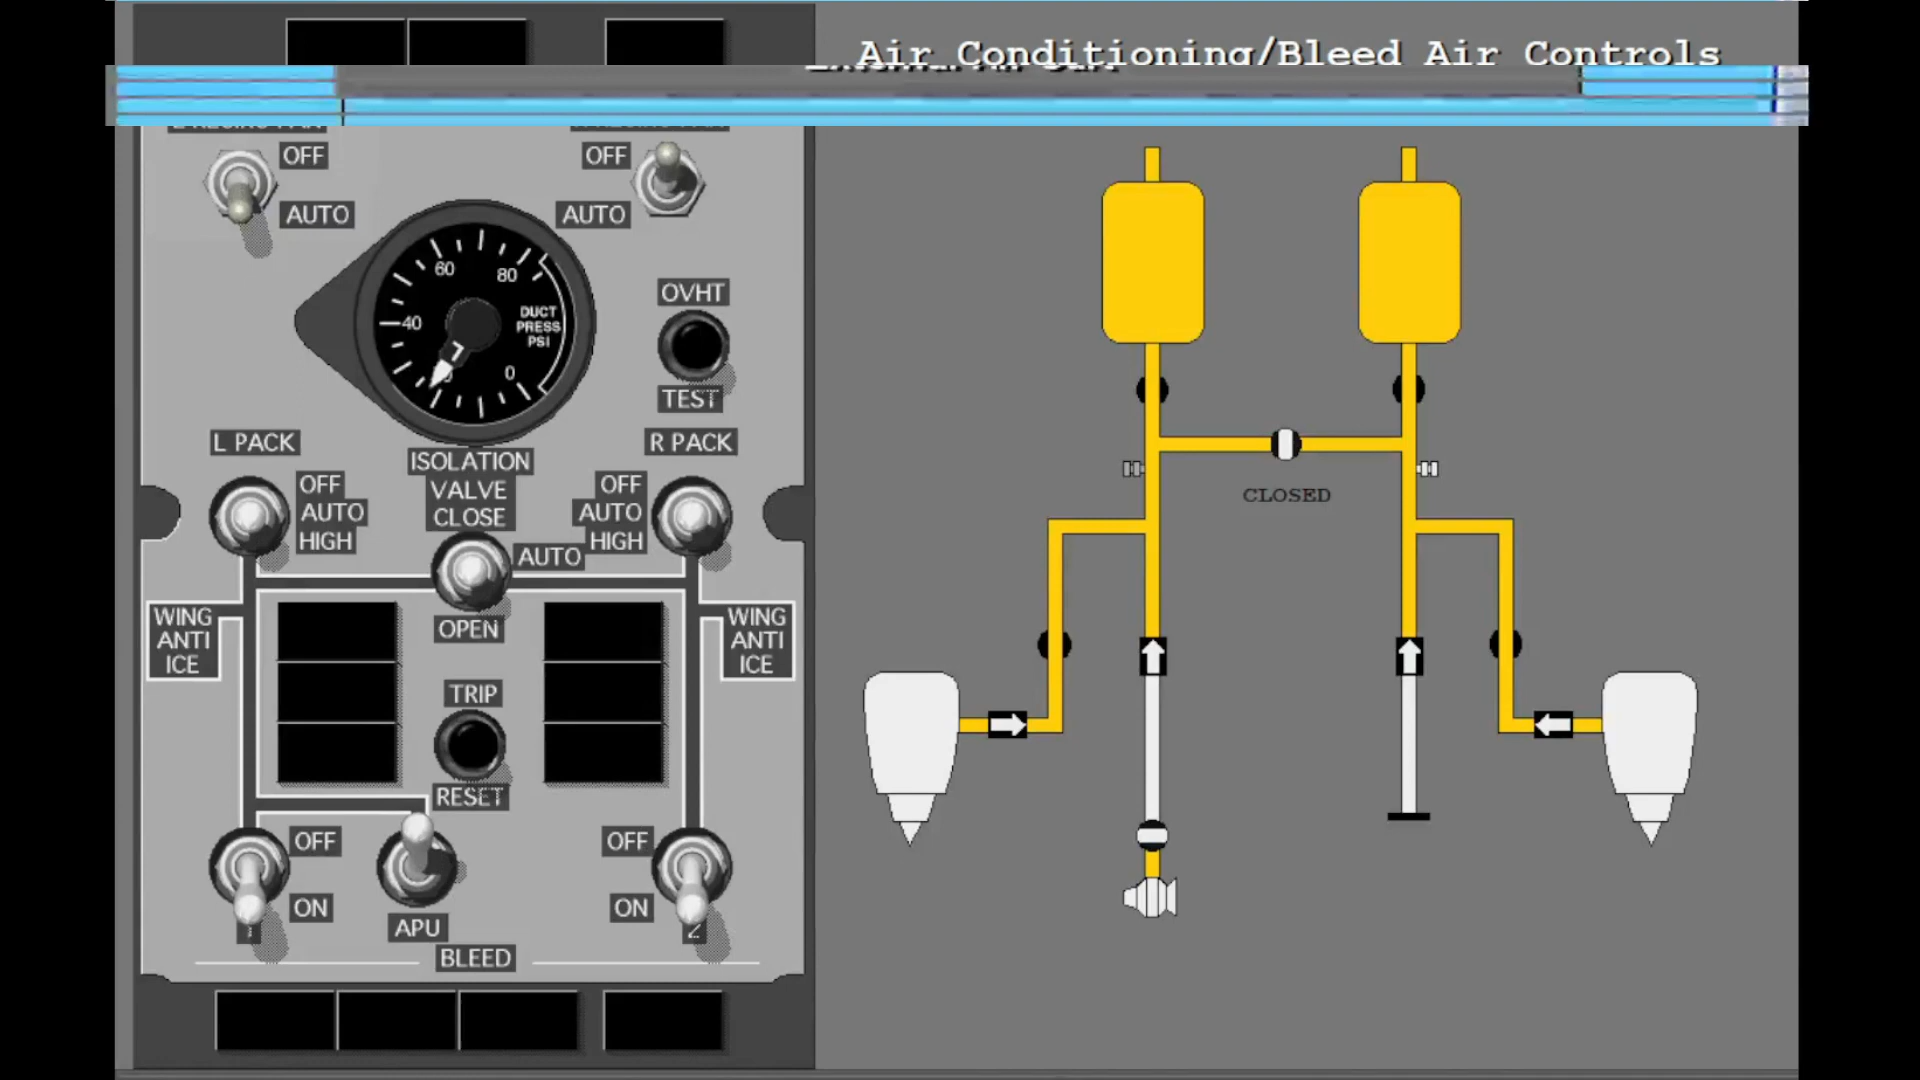 Air Conditioning/Bleed Air Controls
OFF
OFF
AUTO
AUTO
60
80
40
DUCT
PRESS
PSI
0
OVHT
TEST
L PACK
R PACK
ISOLATION
VALVE
CLOSE
OFF
AUTO
HIGH
OFF
AUTO
HIGH
AUTO
OPEN
WING
ANTI
ICE
WING
ANTI
ICE
TRIP
RESET
OFF
ON
1
APU
OFF
ON
2
BLEED
CLOSED